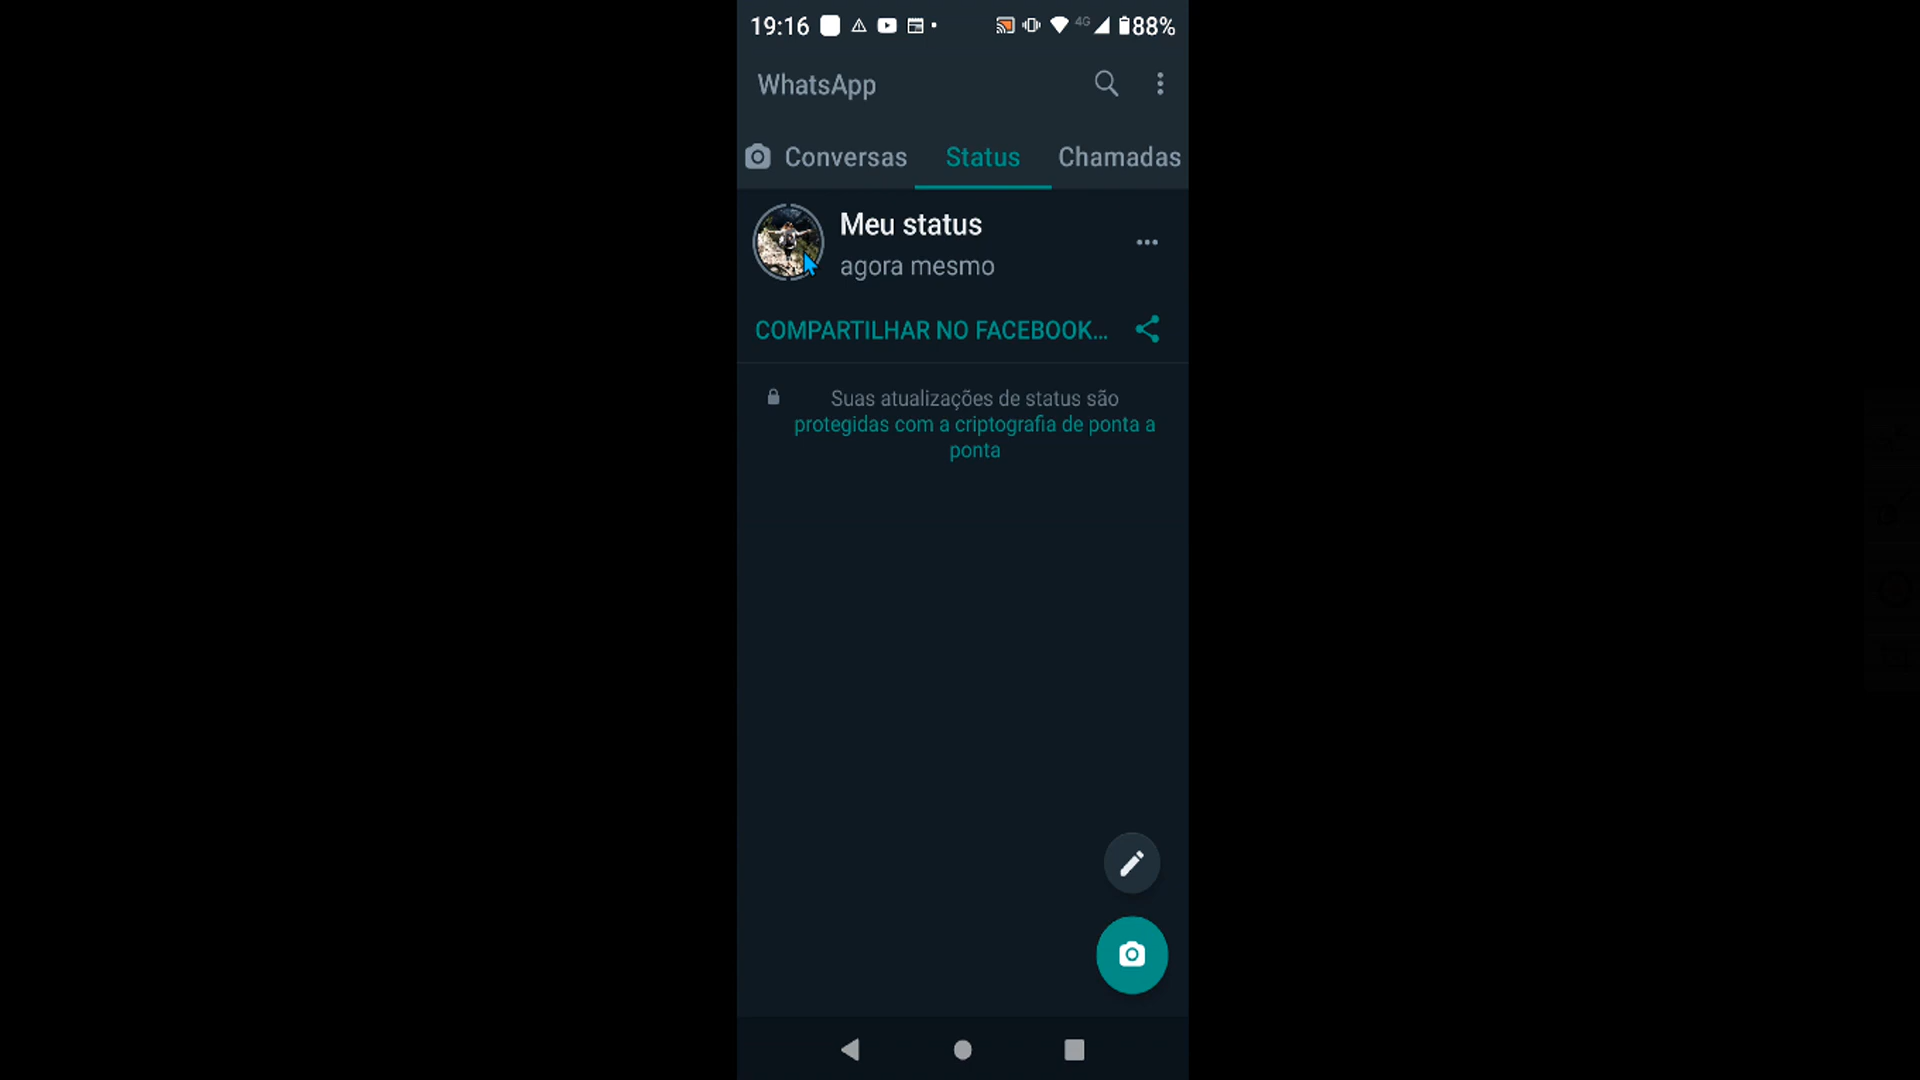 19:16 4G 88%
WhatsApp
Conversas Status Chamadas
Meu status
agora mesmo
COMPARTILHAR NO FACEBOOK...
Suas atualizações de status são
protegidas com a criptografia de ponta a
ponta